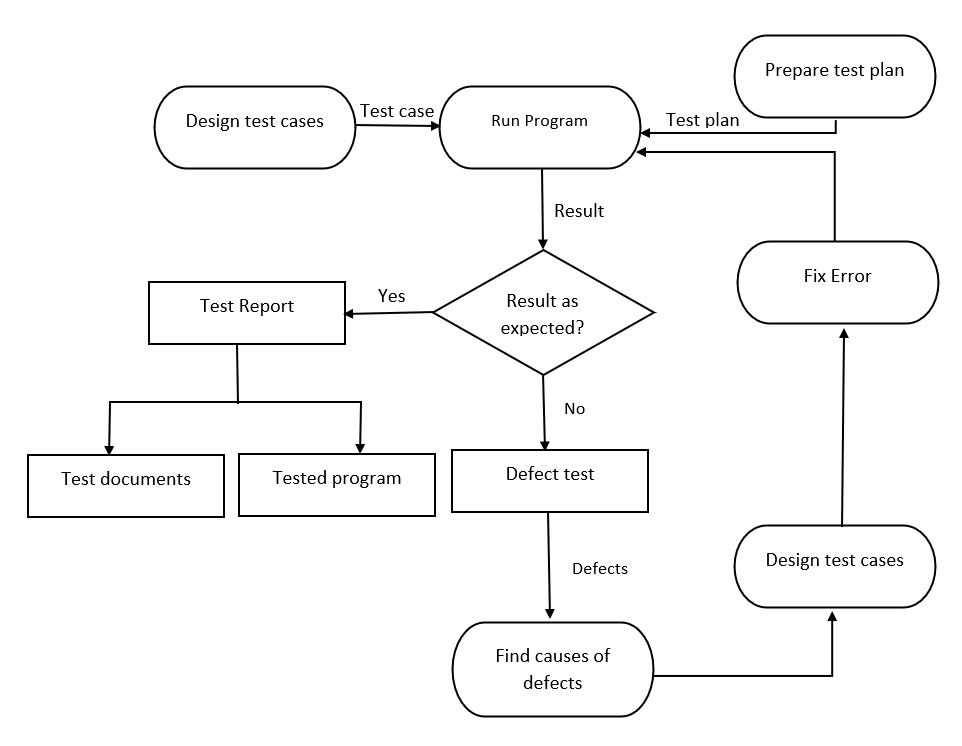 Prepare test plan
Design test cases
Test case
Run Program
Test plan
Result
Test Report
Yes
Result as
expected?
Fix Error
No
Test documents
Tested program
Defect test
Defects
Design test cases
Find causes of
defects